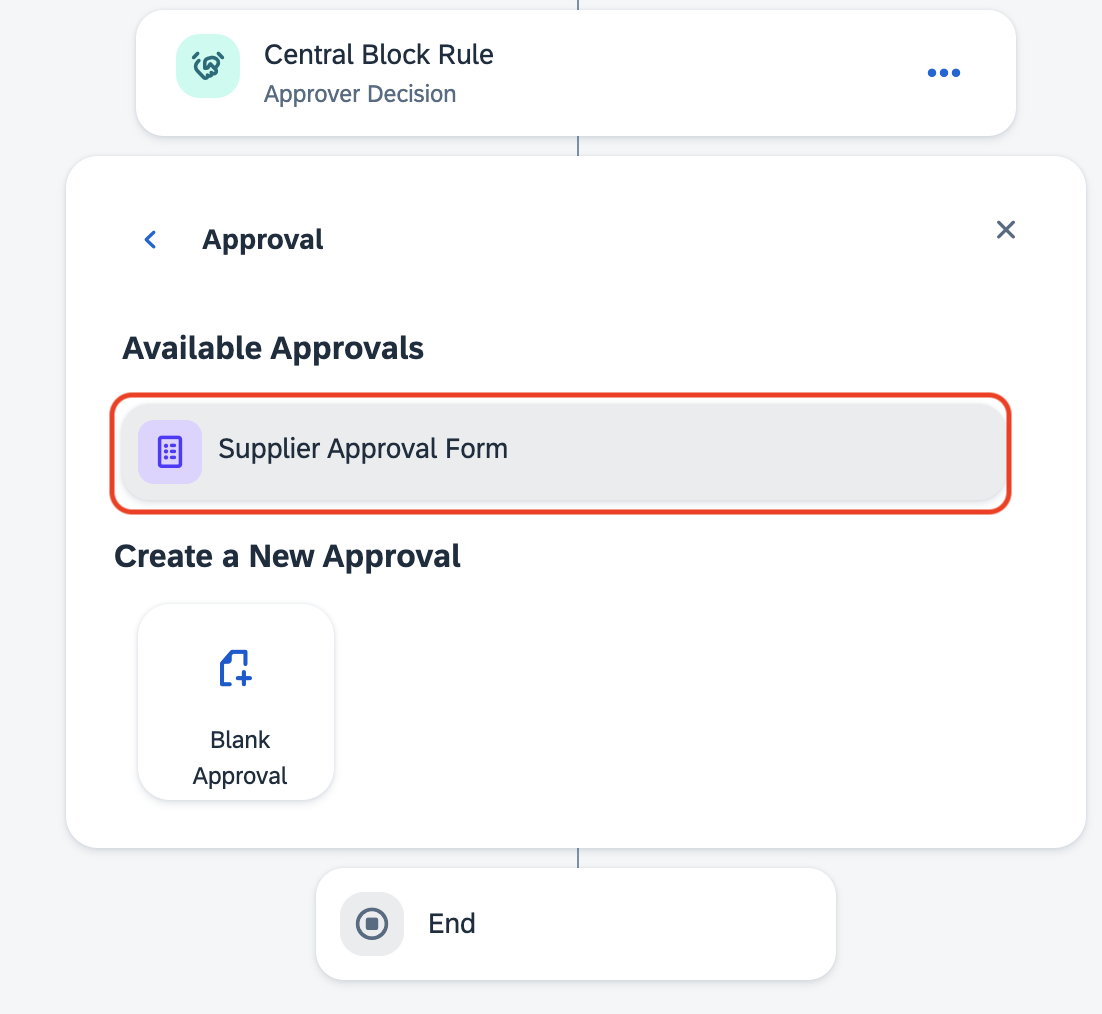 Central Block Rule
Approver Decision
Approval
Available Approvals
Supplier Approval Form
Create a New Approval
Blank
Approval
End